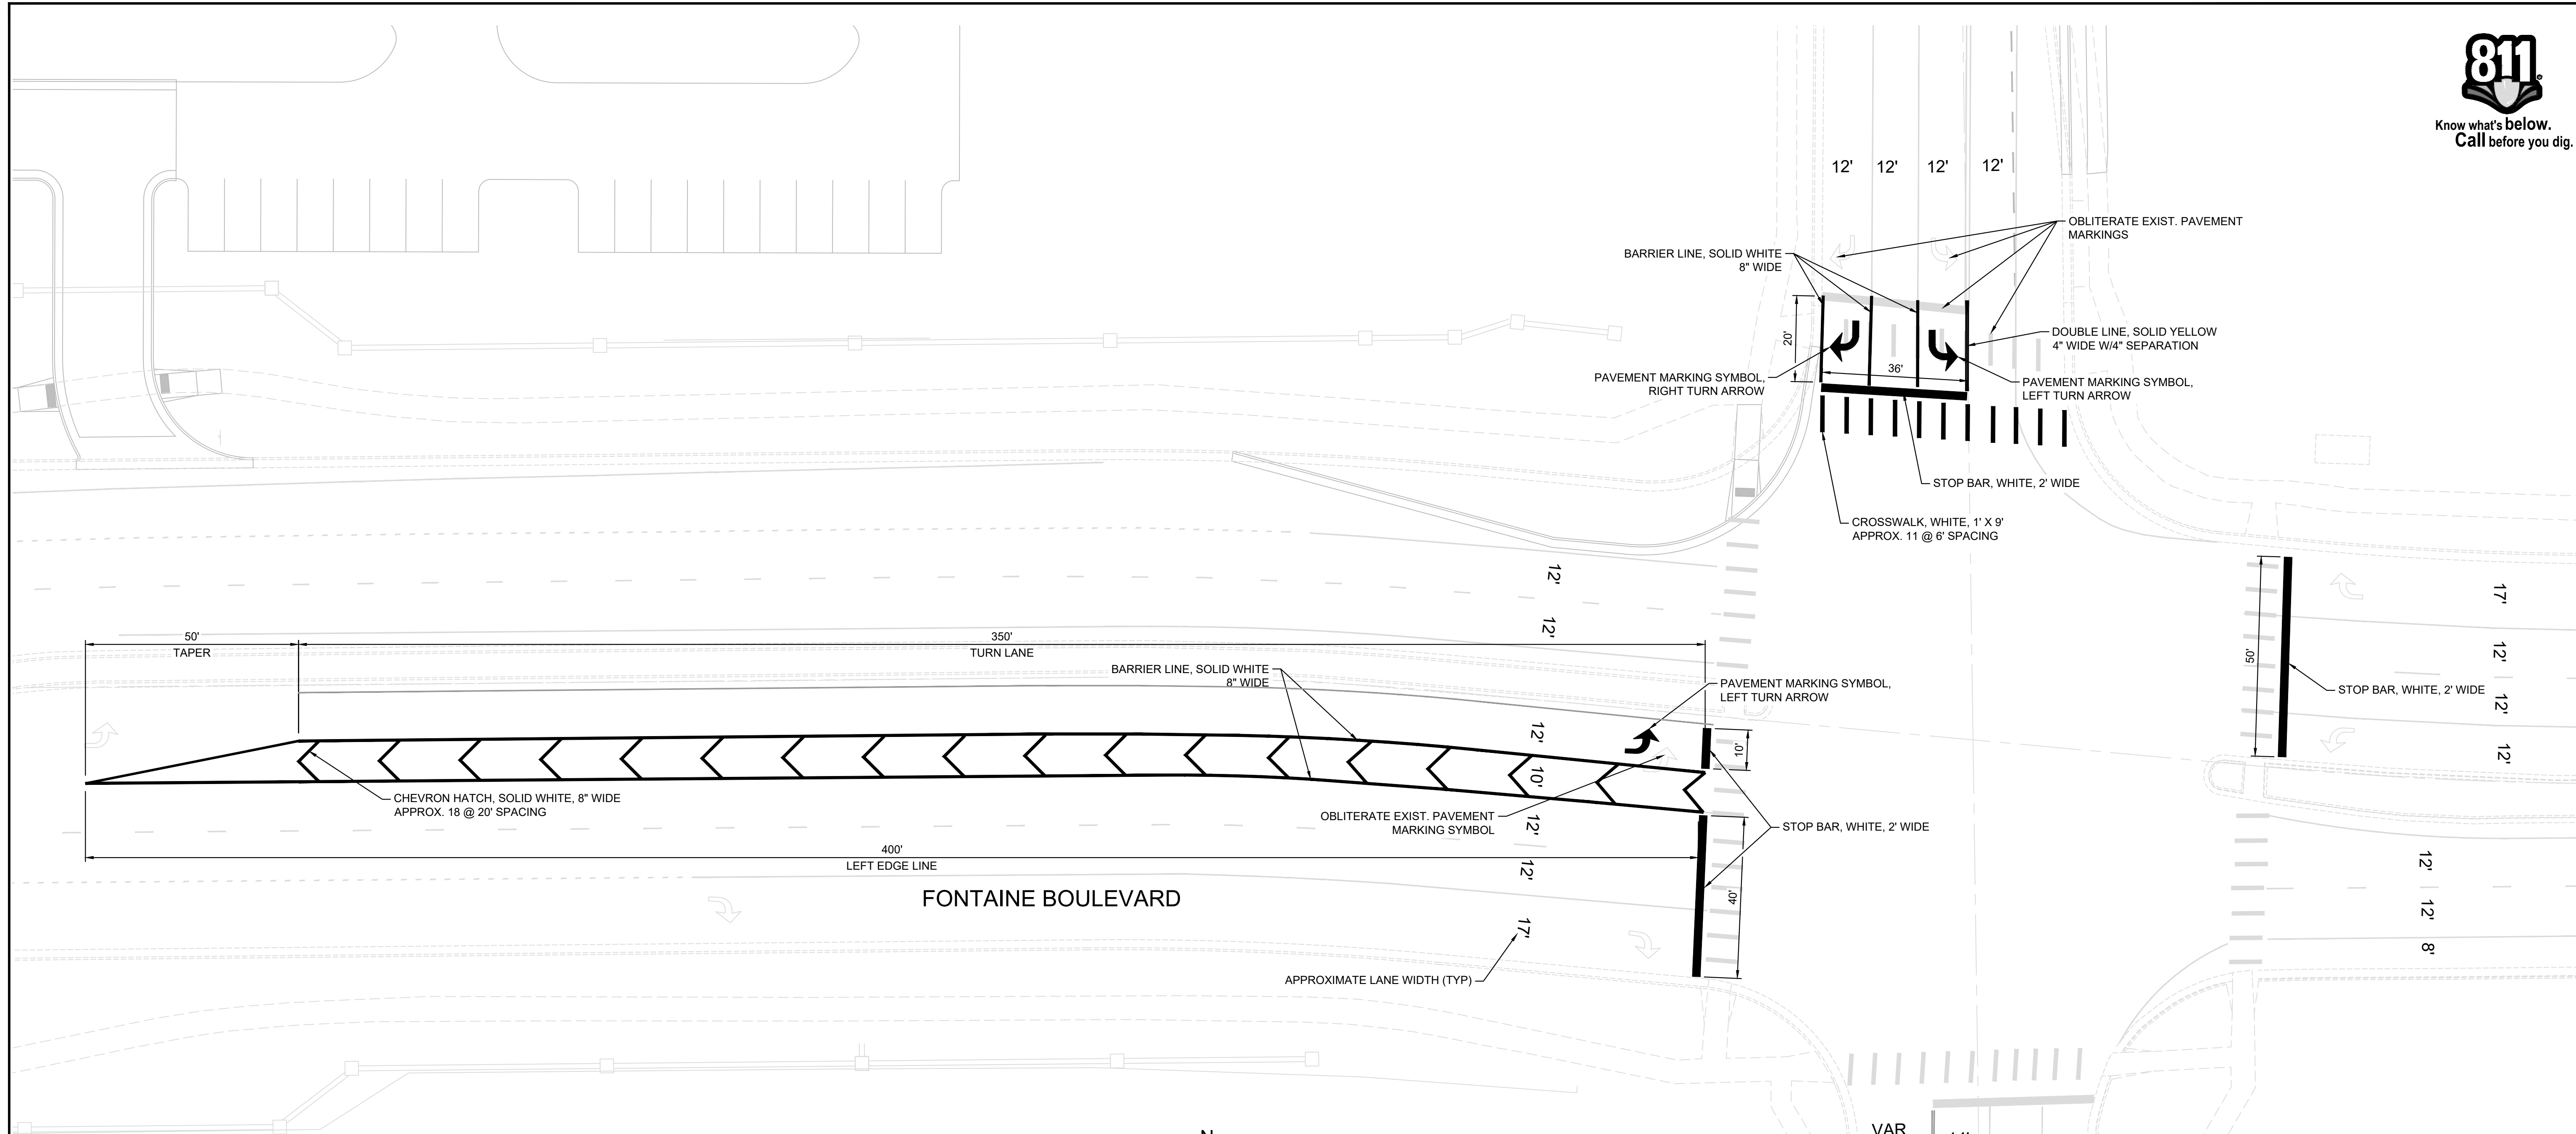 811
Know what's below.
Call before you dig.
12' 12' 12' 12'
OBLITERATE EXIST. PAVEMENT
MARKINGS
BARRIER LINE, SOLID WHITE
8" WIDE
20'
DOUBLE LINE, SOLID YELLOW
4" WIDE W/4" SEPARATION
36'
PAVEMENT MARKING SYMBOL,
RIGHT TURN ARROW
PAVEMENT MARKING SYMBOL,
LEFT TURN ARROW
STOP BAR, WHITE, 2' WIDE
CROSSWALK, WHITE, 1' X 9'
APPROX. 11 @ 6' SPACING
12'
12'
17'
12'
12'
12'
50'
STOP BAR, WHITE, 2' WIDE
50'
TAPER
350'
TURN LANE
BARRIER LINE, SOLID WHITE
8" WIDE
PAVEMENT MARKING SYMBOL,
LEFT TURN ARROW
12'
10'
10'
CHEVRON HATCH, SOLID WHITE, 8" WIDE
APPROX. 18 @ 20' SPACING
OBLITERATE EXIST. PAVEMENT
MARKING SYMBOL
12'
STOP BAR, WHITE, 2' WIDE
400'
LEFT EDGE LINE
12'
40'
12'
12'
8'
FONTAINE BOULEVARD
17'
APPROXIMATE LANE WIDTH (TYP)
N
VAR